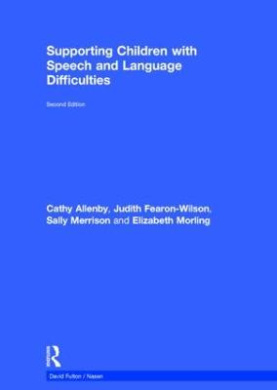 Supporting Children with
Speech and Language
Difficulties
Second Edition
Cathy Allenby, Judith Fearon-Wilson,
Sally Merrison and Elizabeth Morling
R
David Fulton / Nasen